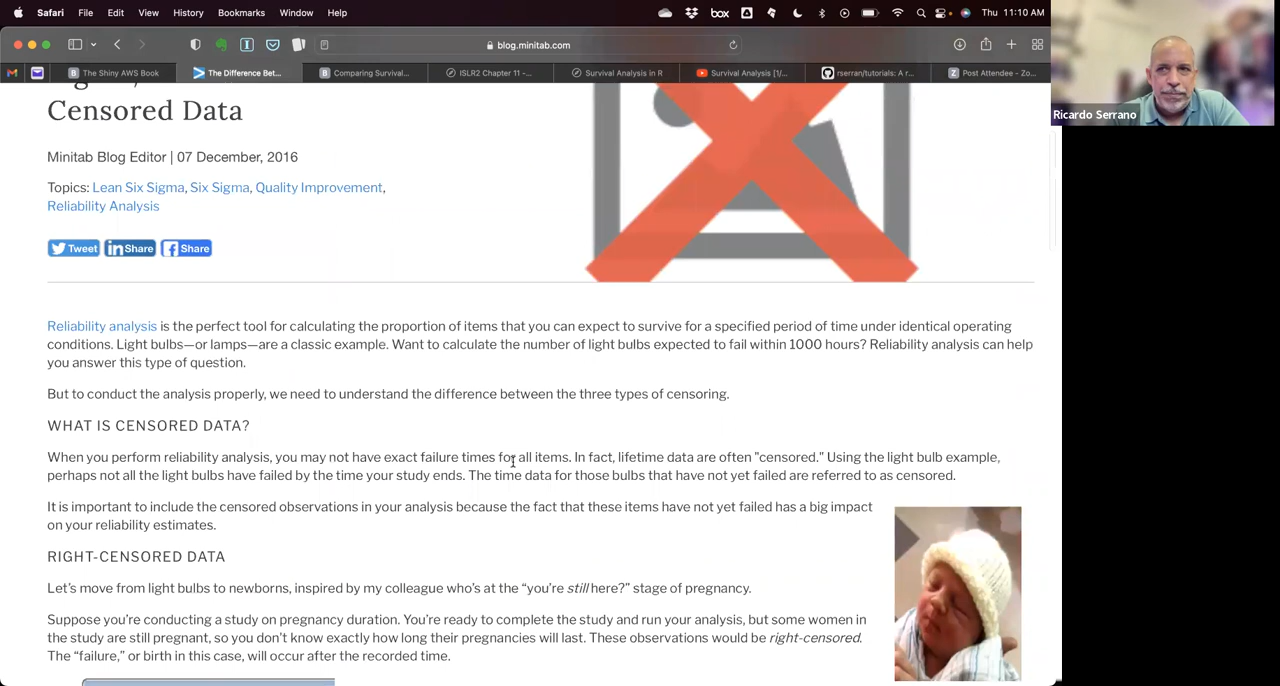 Safari File Edit View History Bookmarks Window Help
box
Thu 11:10 AM
blog.minitab.com
The Shiny AWS Book
The Difference Bet...
Comparing Survival...
ISLR2 Chapter 11 -...
Survival Analysis in R
Survival Analysis [1/...
rserran/tutorials: A r...
Post Attendee - Zo...
Ricardo Serrano
Censored Data
Minitab Blog Editor | 07 December, 2016
Topics: Lean Six Sigma, Six Sigma, Quality Improvement,
Reliability Analysis
Tweet Share Share
Reliability analysis is the perfect tool for calculating the proportion of items that you can expect to survive for a specified period of time under identical operating
conditions. Light bulbs—or lamps—are a classic example. Want to calculate the number of light bulbs expected to fail within 1000 hours? Reliability analysis can help
you answer this type of question.
But to conduct the analysis properly, we need to understand the difference between the three types of censoring.
WHAT IS CENSORED DATA?
When you perform reliability analysis, you may not have exact failure times for all items. In fact, lifetime data are often "censored." Using the light bulb example,
perhaps not all the light bulbs have failed by the time your study ends. The time data for those bulbs that have not yet failed are referred to as censored.
It is important to include the censored observations in your analysis because the fact that these items have not yet failed has a big impact
on your reliability estimates.
RIGHT-CENSORED DATA
Let's move from light bulbs to newborns, inspired by my colleague who's at the “you're still here?” stage of pregnancy.
Suppose you're conducting a study on pregnancy duration. You're ready to complete the study and run your analysis, but some women in
the study are still pregnant, so you don't know exactly how long their pregnancies will last. These observations would be right-censored.
The “failure,” or birth in this case, will occur after the recorded time.